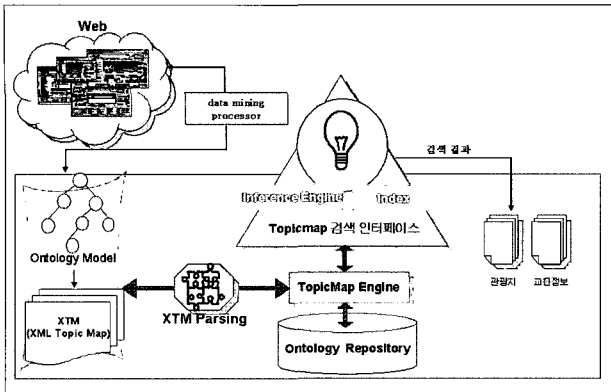 Web
data mining
processor
검색 결과
Inference Engine
Index
Topicmap 검색 인터페이스
Ontology Model
관광지
교통정보
TopicMap Engine
XTM
(XML Topic Map)
XTM Parsing
Ontology Repository